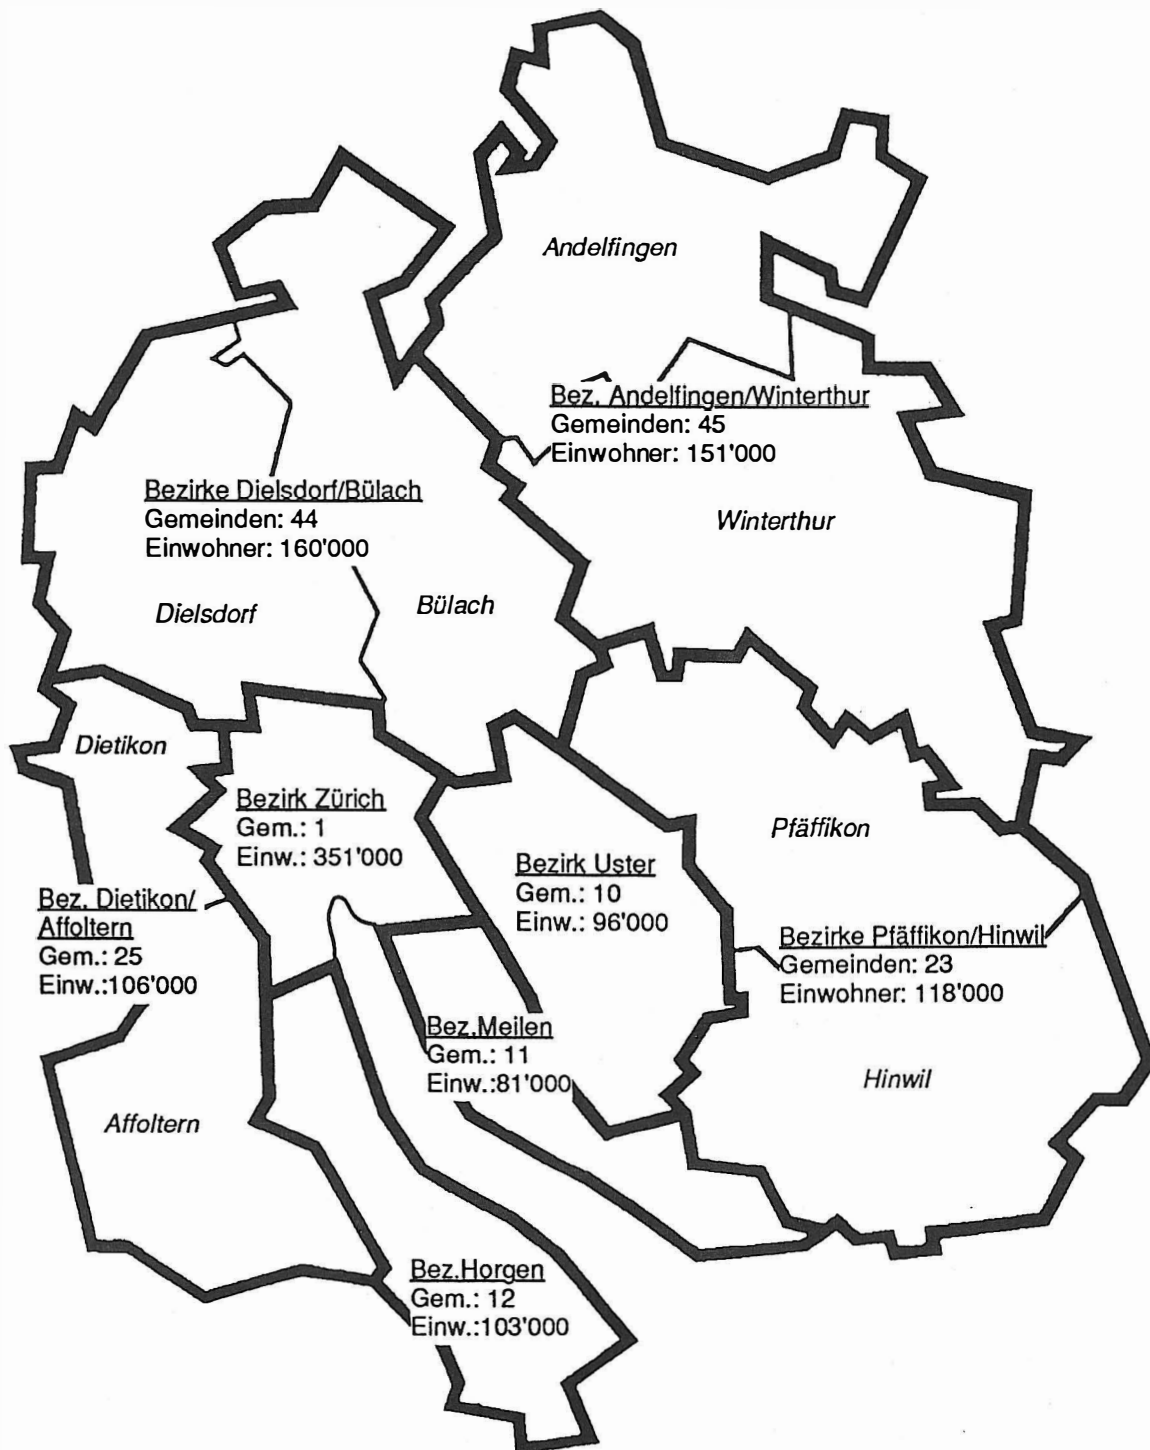 Andelfingen
Bez. Andelfingen/Winterthur
Gemeinden: 45
Einwohner: 151'000
Winterthur
Bezirke Dielsdorf/Bülach
Gemeinden: 44
Einwohner: 160'000
Dielsdorf
Bülach
Dietikon
Bezirk Zürich
Gem.: 1
Einw.: 351'000
Pfäffikon
Bezirk Uster
Gem.: 10
Einw.: 96'000
Bez. Dietikon/
Affoltern
Gem.: 25
Einw.:106'000
Bezirke Pfäffikon/Hinwil
Gemeinden: 23
Einwohner: 118'000
Bez.Meilen
Gem.: 11
Einw.:81'000
Hinwil
Affoltern
Bez.Horgen
Gem.: 12
Einw.:103'000